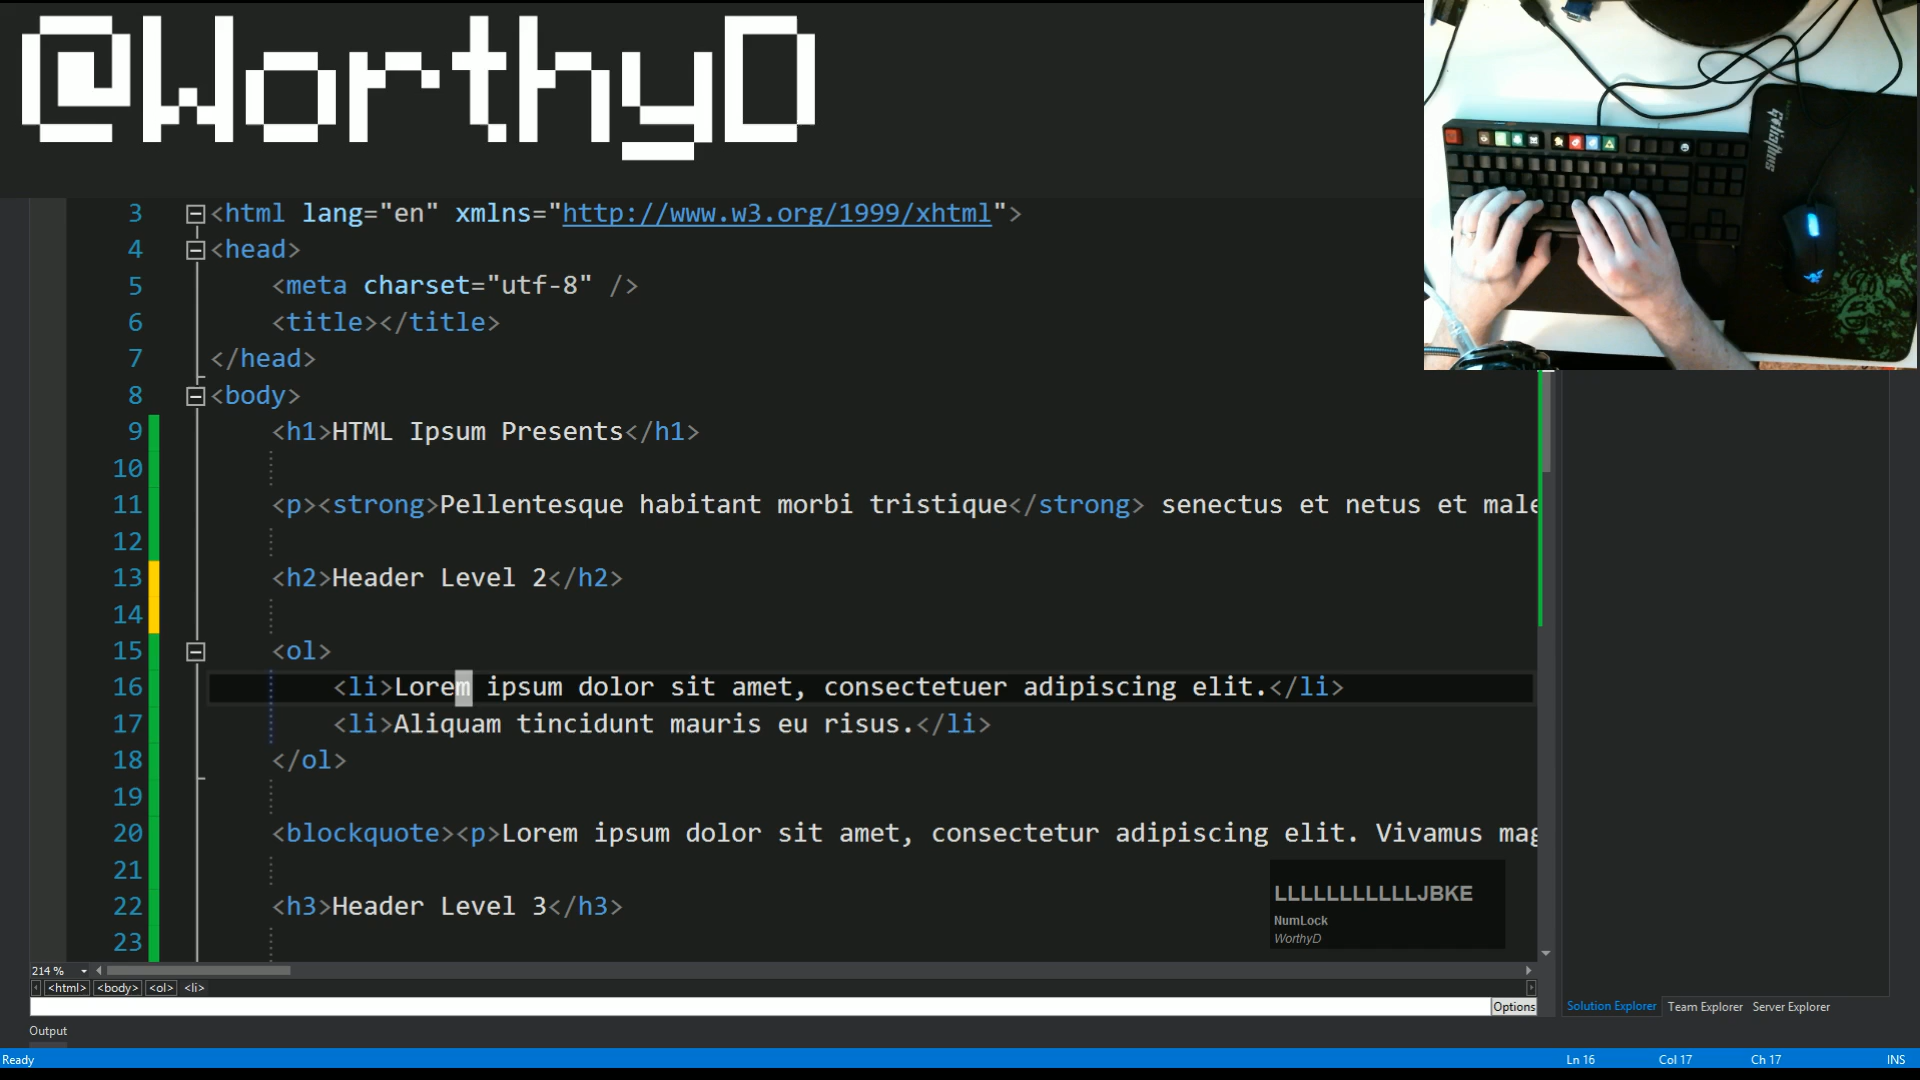 @WorthyD
3 <html lang="en" xmlns="http://www.w3.org/1999/xhtml">
4 <head>
5 <meta charset="utf-8" />
6 <title></title>
7 </head>
8 <body>
9 <h1>HTML Ipsum Presents</h1>
10
11 <p><strong>Pellentesque habitant morbi tristique</strong> senectus et netus et male
12
13 <h2>Header Level 2</h2>
14
15 <ol>
16 <li>Lorem ipsum dolor sit amet, consectetuer adipiscing elit.</li>
17 <li>Aliquam tincidunt mauris eu risus.</li>
18 </ol>
19
20 <blockquote><p>Lorem ipsum dolor sit amet, consectetur adipiscing elit. Vivamus mag
21
22 <h3>Header Level 3</h3>
23
LLLLLLLLLLLJBKE
NumLock
WorthyD
214 %
<html> <body> <ol> <li>
Options
Solution Explorer Team Explorer Server Explorer
Output
Ready Ln 16 Col 17 Ch 17 INS